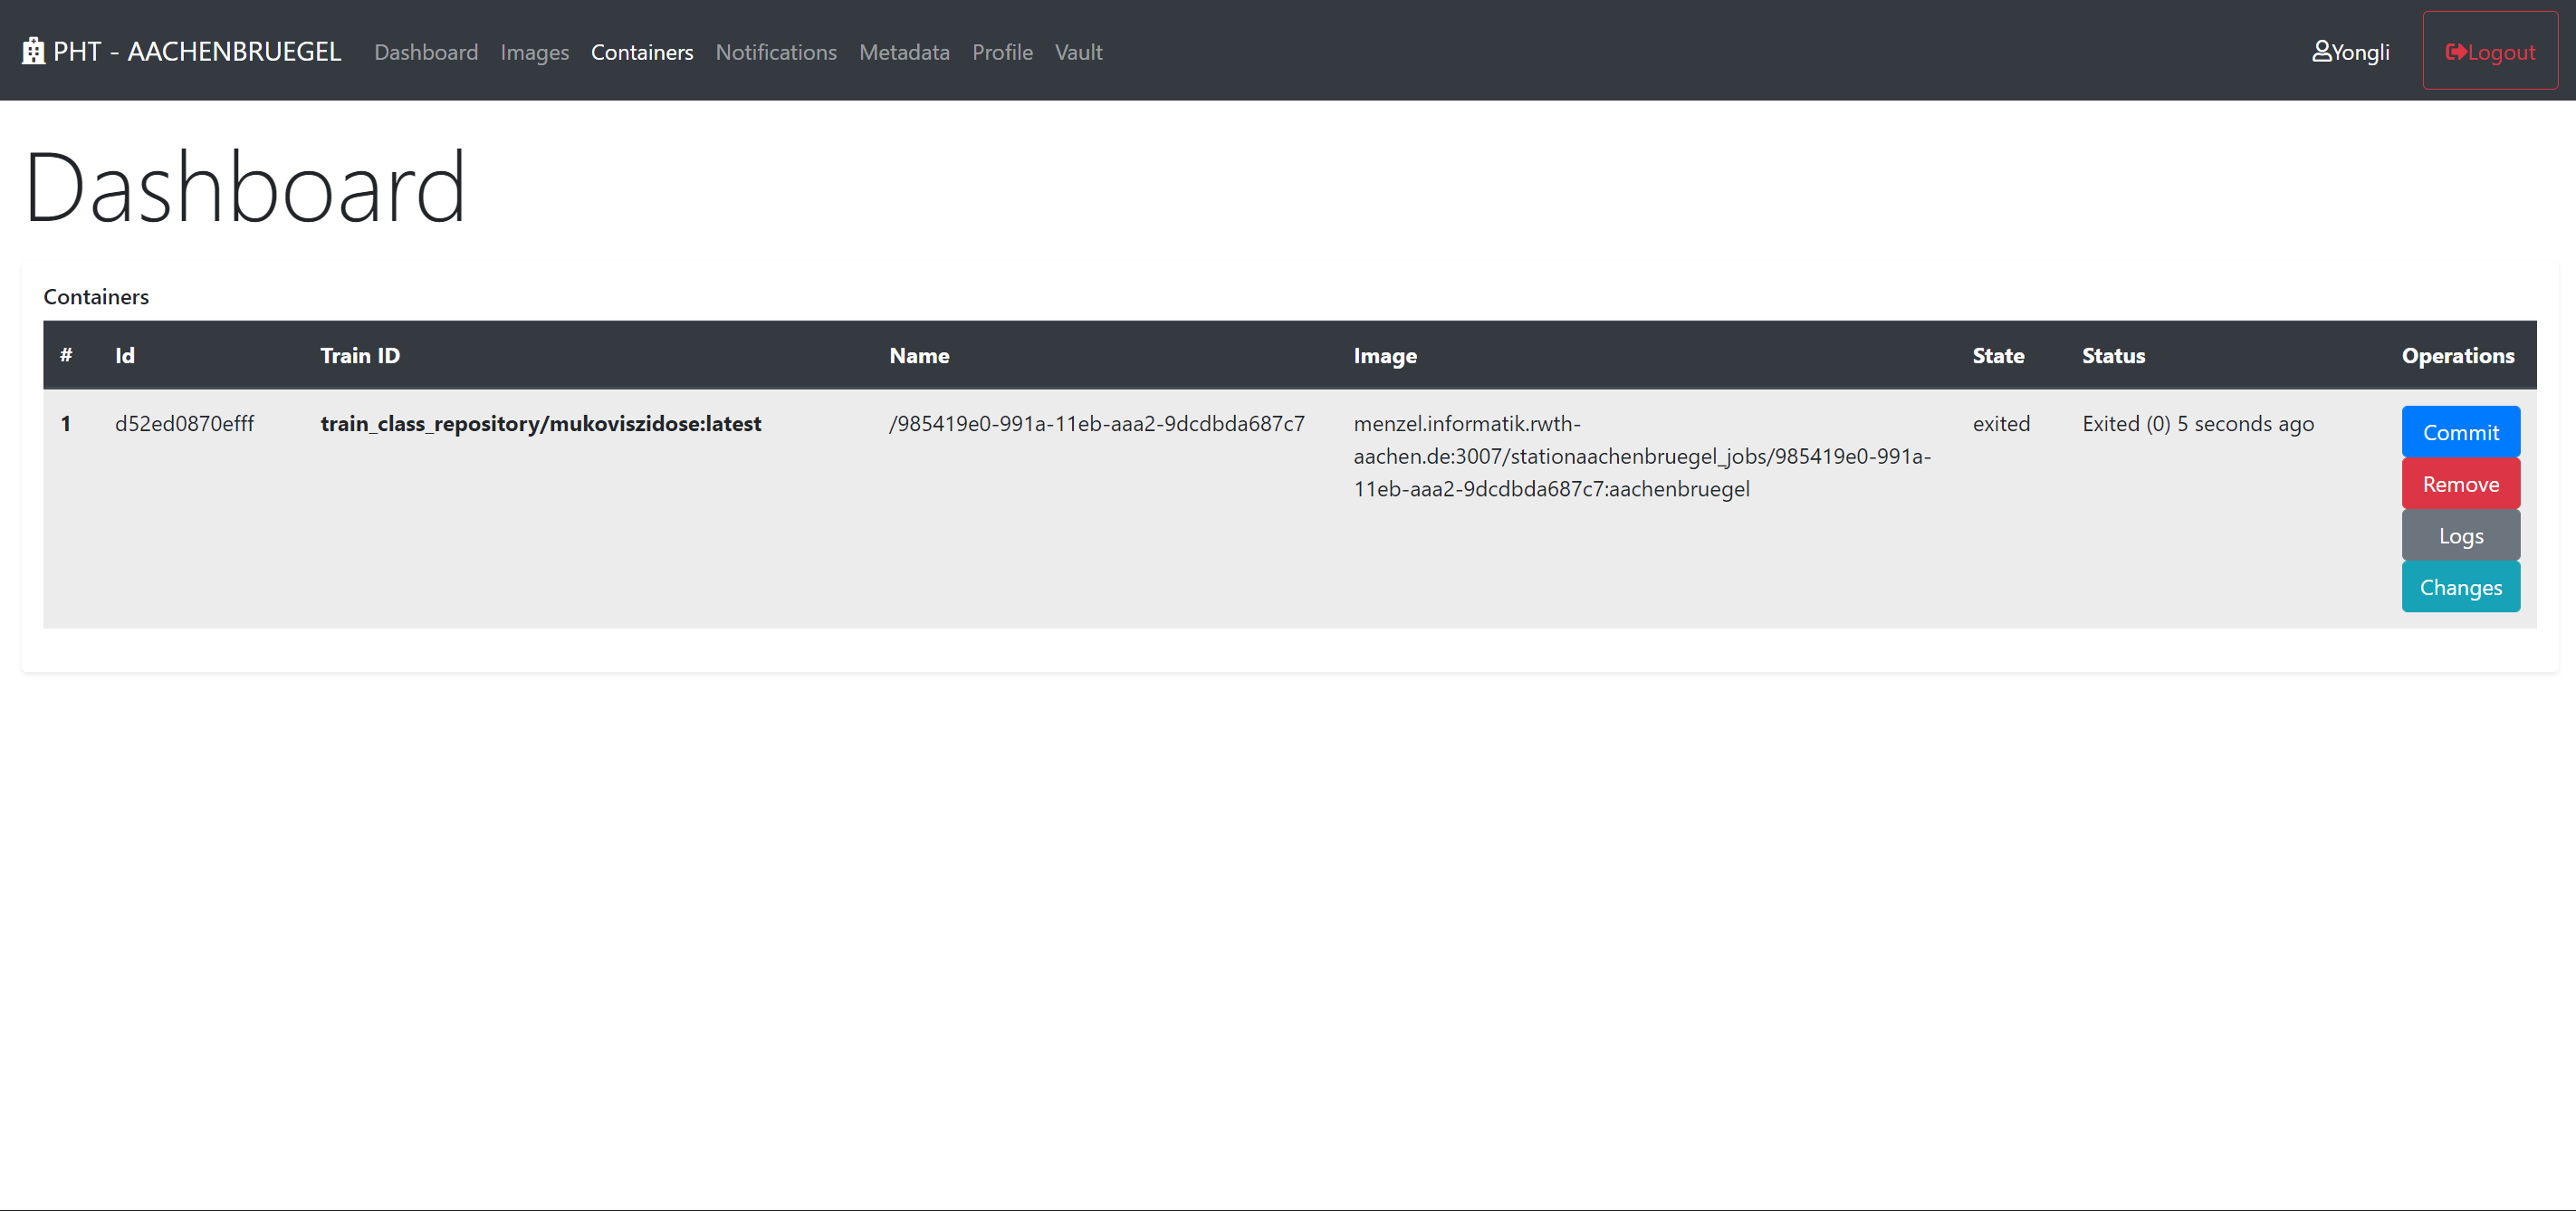 PHT - AACHENBRUEGEL Dashboard Images Containers Notifications Metadata Profile Vault Yongli Logout
Dashboard
Containers
# Id Train ID Name Image State Status Operations
1 d52ed0870efff train_class_repository/mukoviszidose:latest /985419e0-991a-11eb-aaa2-9dcdbda687c7 menzel.informatik.rwth- exited Exited (0) 5 seconds ago Commit
aachen.de:3007/stationaachenbruegel_jobs/985419e0-991a-
11eb-aaa2-9dcdbda687c7:aachenbruegel
Remove
Logs
Changes